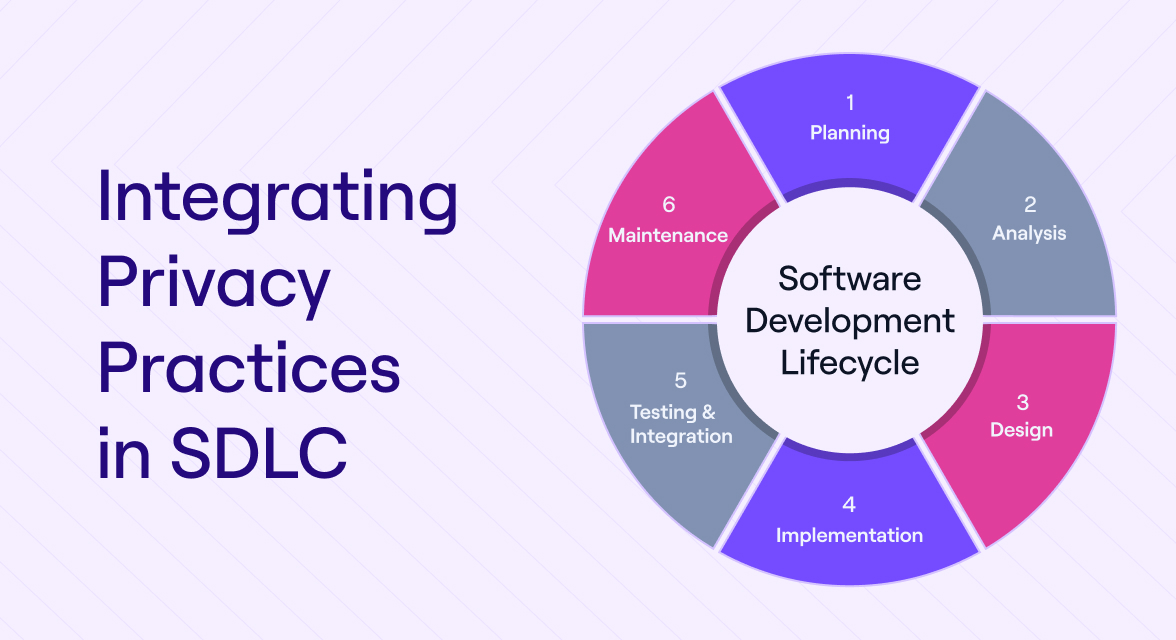 Integrating
Privacy
Practices
in SDLC
1
Planning
2
Analysis
3
Design
4
Implementation
5
Testing &
Integration
6
Maintenance
Software
Development
Lifecycle